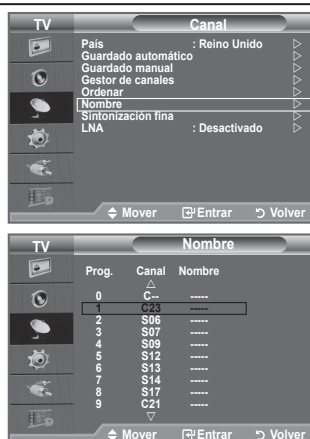 TV Canal
País : Reino Unido ▷
Guardado automático ▷
Guardado manual ▷
Gestor de canales ▷
Ordenar ▷
Nombre ▷
Sintonización fina ▷
LNA : Desactivado ▷
Mover Entrar Volver
TV Nombre
Prog. Canal Nombre
0 C-- -----
1 C23 -----
2 S06 -----
3 S07 -----
4 S09 -----
5 S12 -----
6 S13 -----
7 S14 -----
8 S17 -----
9 C21 -----
Mover Entrar Volver